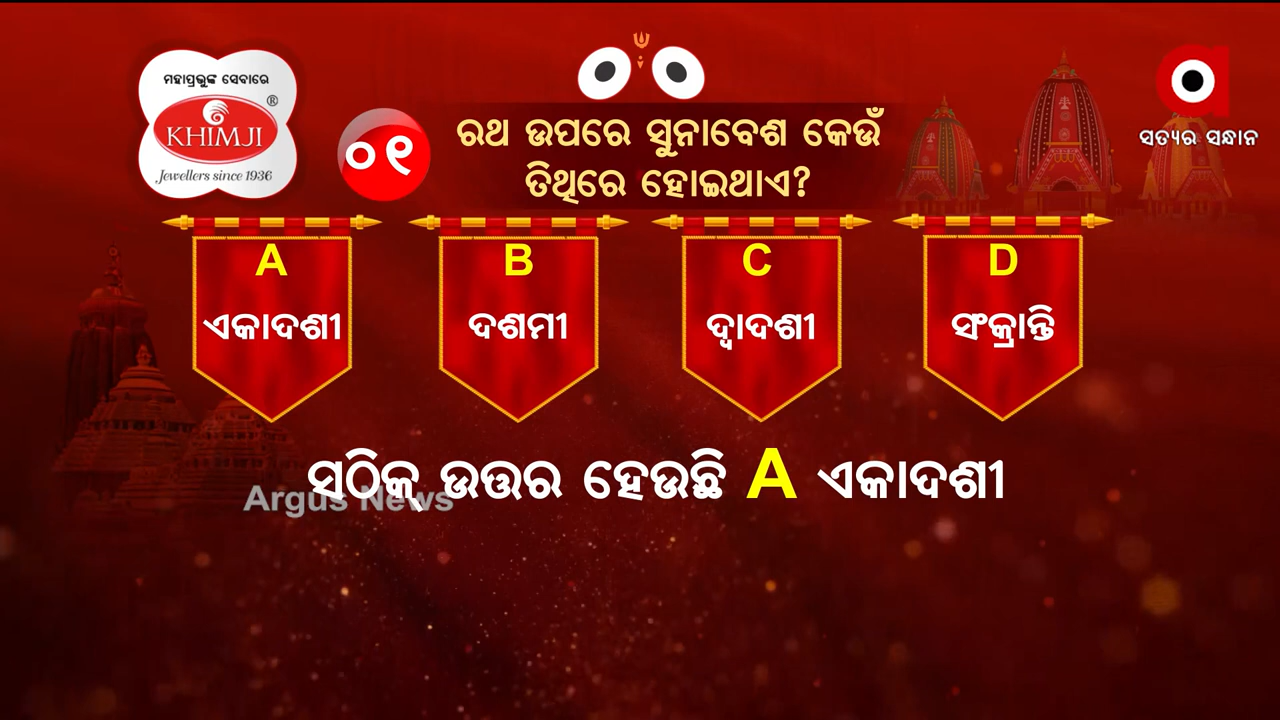 ମହାପ୍ରଭୁଙ୍କ ସେବାରେ
KHIMJI®
Jewellers since 1936
୦୧
ରଥ ଉପରେ ସୁନାବେଶ କେଉଁ
ତିଥିରେ ହୋଇଥାଏ?
a
ସତ୍ୟର ସନ୍ଧାନ
A
ଏକାଦଶୀ
B
ଦଶମୀ
C
ଦ୍ୱାଦଶୀ
D
ସଂକ୍ରାନ୍ତି
ସଠିକ୍ ଉତ୍ତର ହେଉଛି A ଏକାଦଶୀ
Argus News